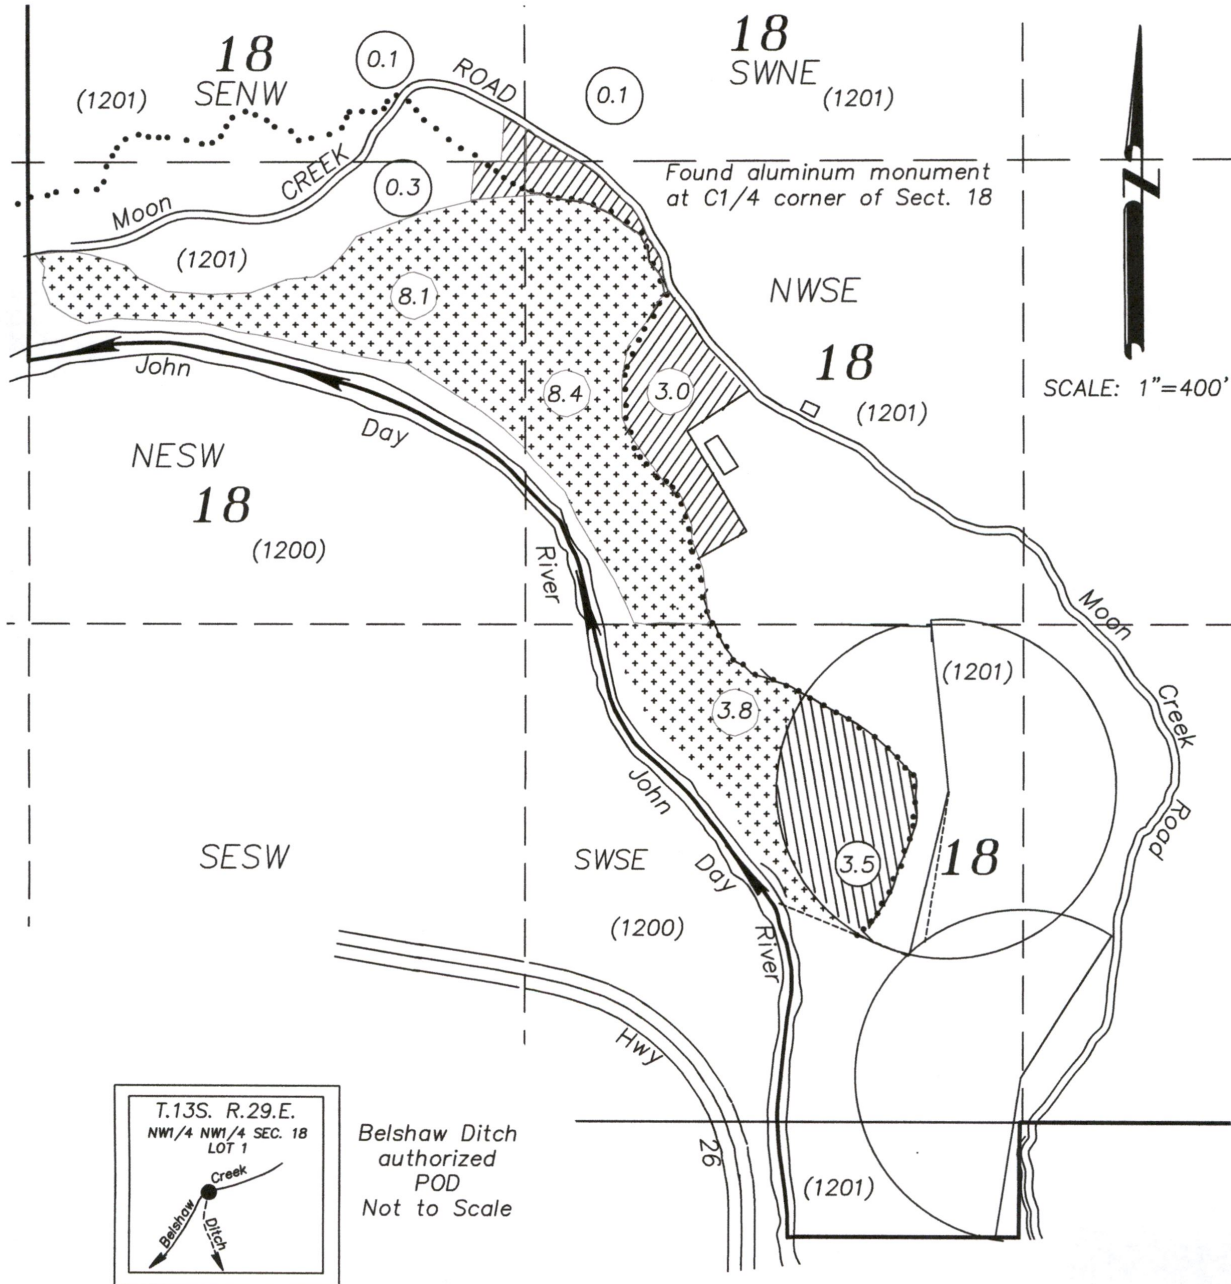 18
SENW
(1201)
0.1
ROAD
18
SWNE
(1201)
0.1
Found aluminum monument
at C1/4 corner of Sect. 18
Moon
CREEK
0.3
(1201)
8.1
NWSE
18
(1201)
N
SCALE: 1"=400'
John
Day
8.4
3.0
NESW
18
(1200)
River
Moon
Creek
Road
(1201)
3.8
John
Day
River
3.5
18
SESW
SWSE
(1200)
Hwy
26
(1201)
T.13S. R.29.E.
NW1/4 NW1/4 SEC. 18
LOT 1
Creek
Belshaw
Ditch
Belshaw Ditch
authorized
POD
Not to Scale